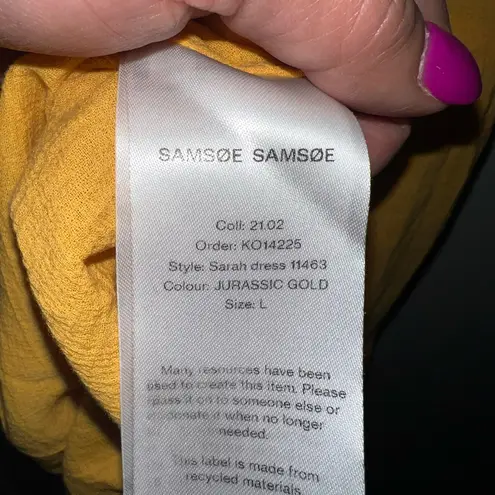 SAMSØE SAMSØE
Coll: 21.02
Order: KO14225
Style: Sarah dress 11463
Colour: JURASSIC GOLD
Size: L
Many resources have been
used to create this item. Please
pass it on to someone else or
donate it when no longer
needed.
This label is made from
recycled materials